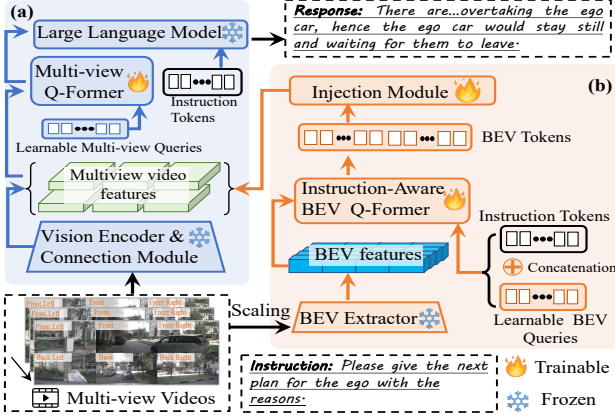 (a)
Large Language Model
Multi-view
Q-Former
Instruction
Tokens
Learnable Multi-view Queries
Multiview video
features
Vision Encoder &
Connection Module
Front Left
Front
Front Right
Back Left
Back
Back Right
Multi-view Videos
Response: There are...overtaking the ego
car, hence the ego car would stay still
and waiting for them to leave.
(b)
Injection Module
BEV Tokens
Instruction-Aware
BEV Q-Former
BEV features
Instruction Tokens
Concatenation
Learnable BEV
Queries
Scaling
BEV Extractor
Instruction: Please give the next
plan for the ego with the
reasons.
Trainable
Frozen